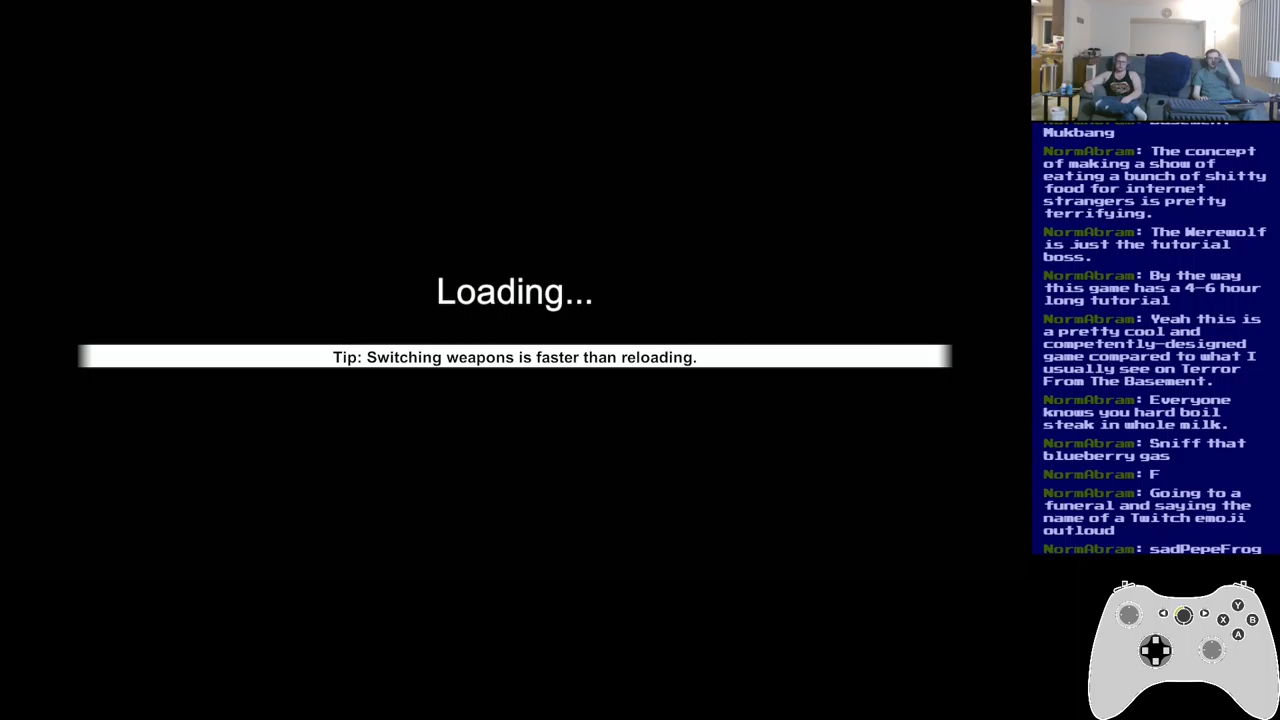 Loading...
Tip: Switching weapons is faster than reloading.
Mukbang
NormAbram: The concept
of making a show of
eating a bunch of shitty
food for internet
strangers is pretty
terrifying.
NormAbram: The Werewolf
is just the tutorial
boss.
NormAbram: By the way
this game has a 4-6 hour
long tutorial
NormAbram: Yeah this is
a pretty cool and
competently-designed
game compared to what I
usually see on Terror
From The Basement.
NormAbram: Everyone
knows you hard boil
steak in whole milk.
NormAbram: Sniff that
blueberry gas
NormAbram: F
NormAbram: Going to a
funeral and saying the
name of a Twitch emoji
outloud
NormAbram: sadPepeFrog
Y
X
B
A